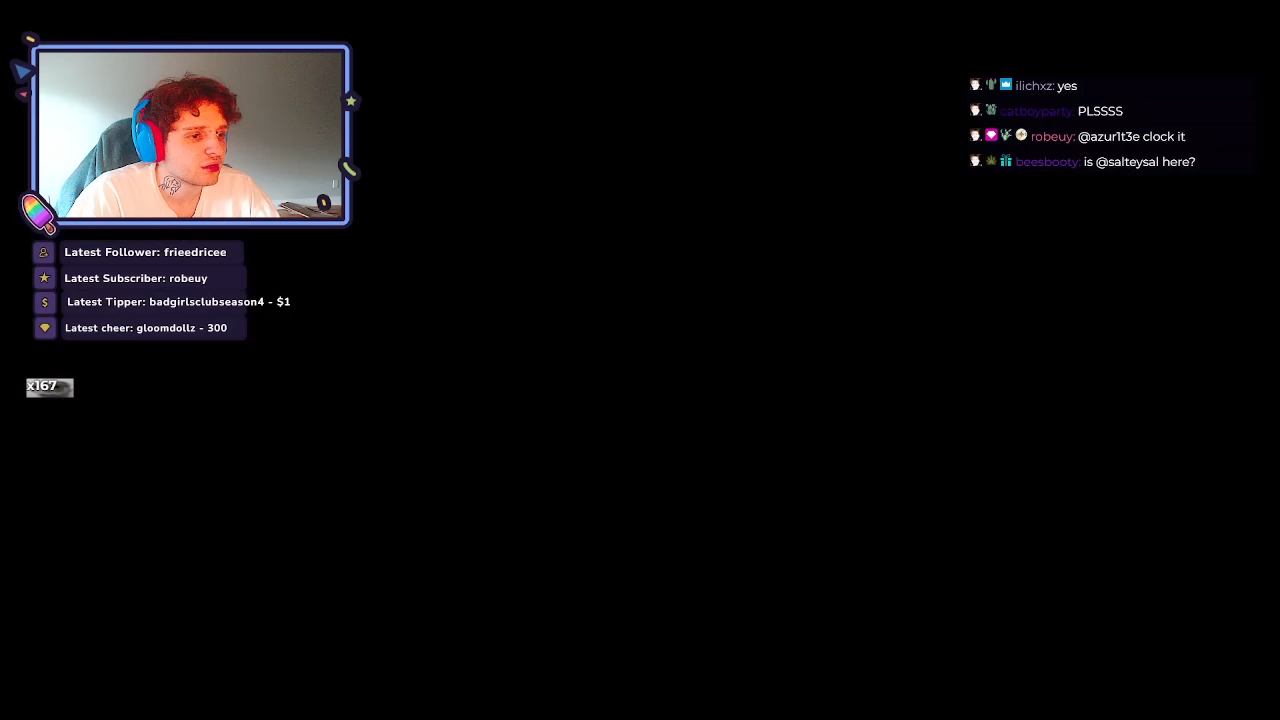 Latest Follower: frieedricee
Latest Subscriber: robeuy
Latest Tipper: badgirlsclubseason4 - $1
Latest cheer: gloomdollz - 300
x167
ilichxz: yes
catboyparty: PLSSSS
robeuy: @azur1t3e clock it
beesbooty: is @salteysal here?